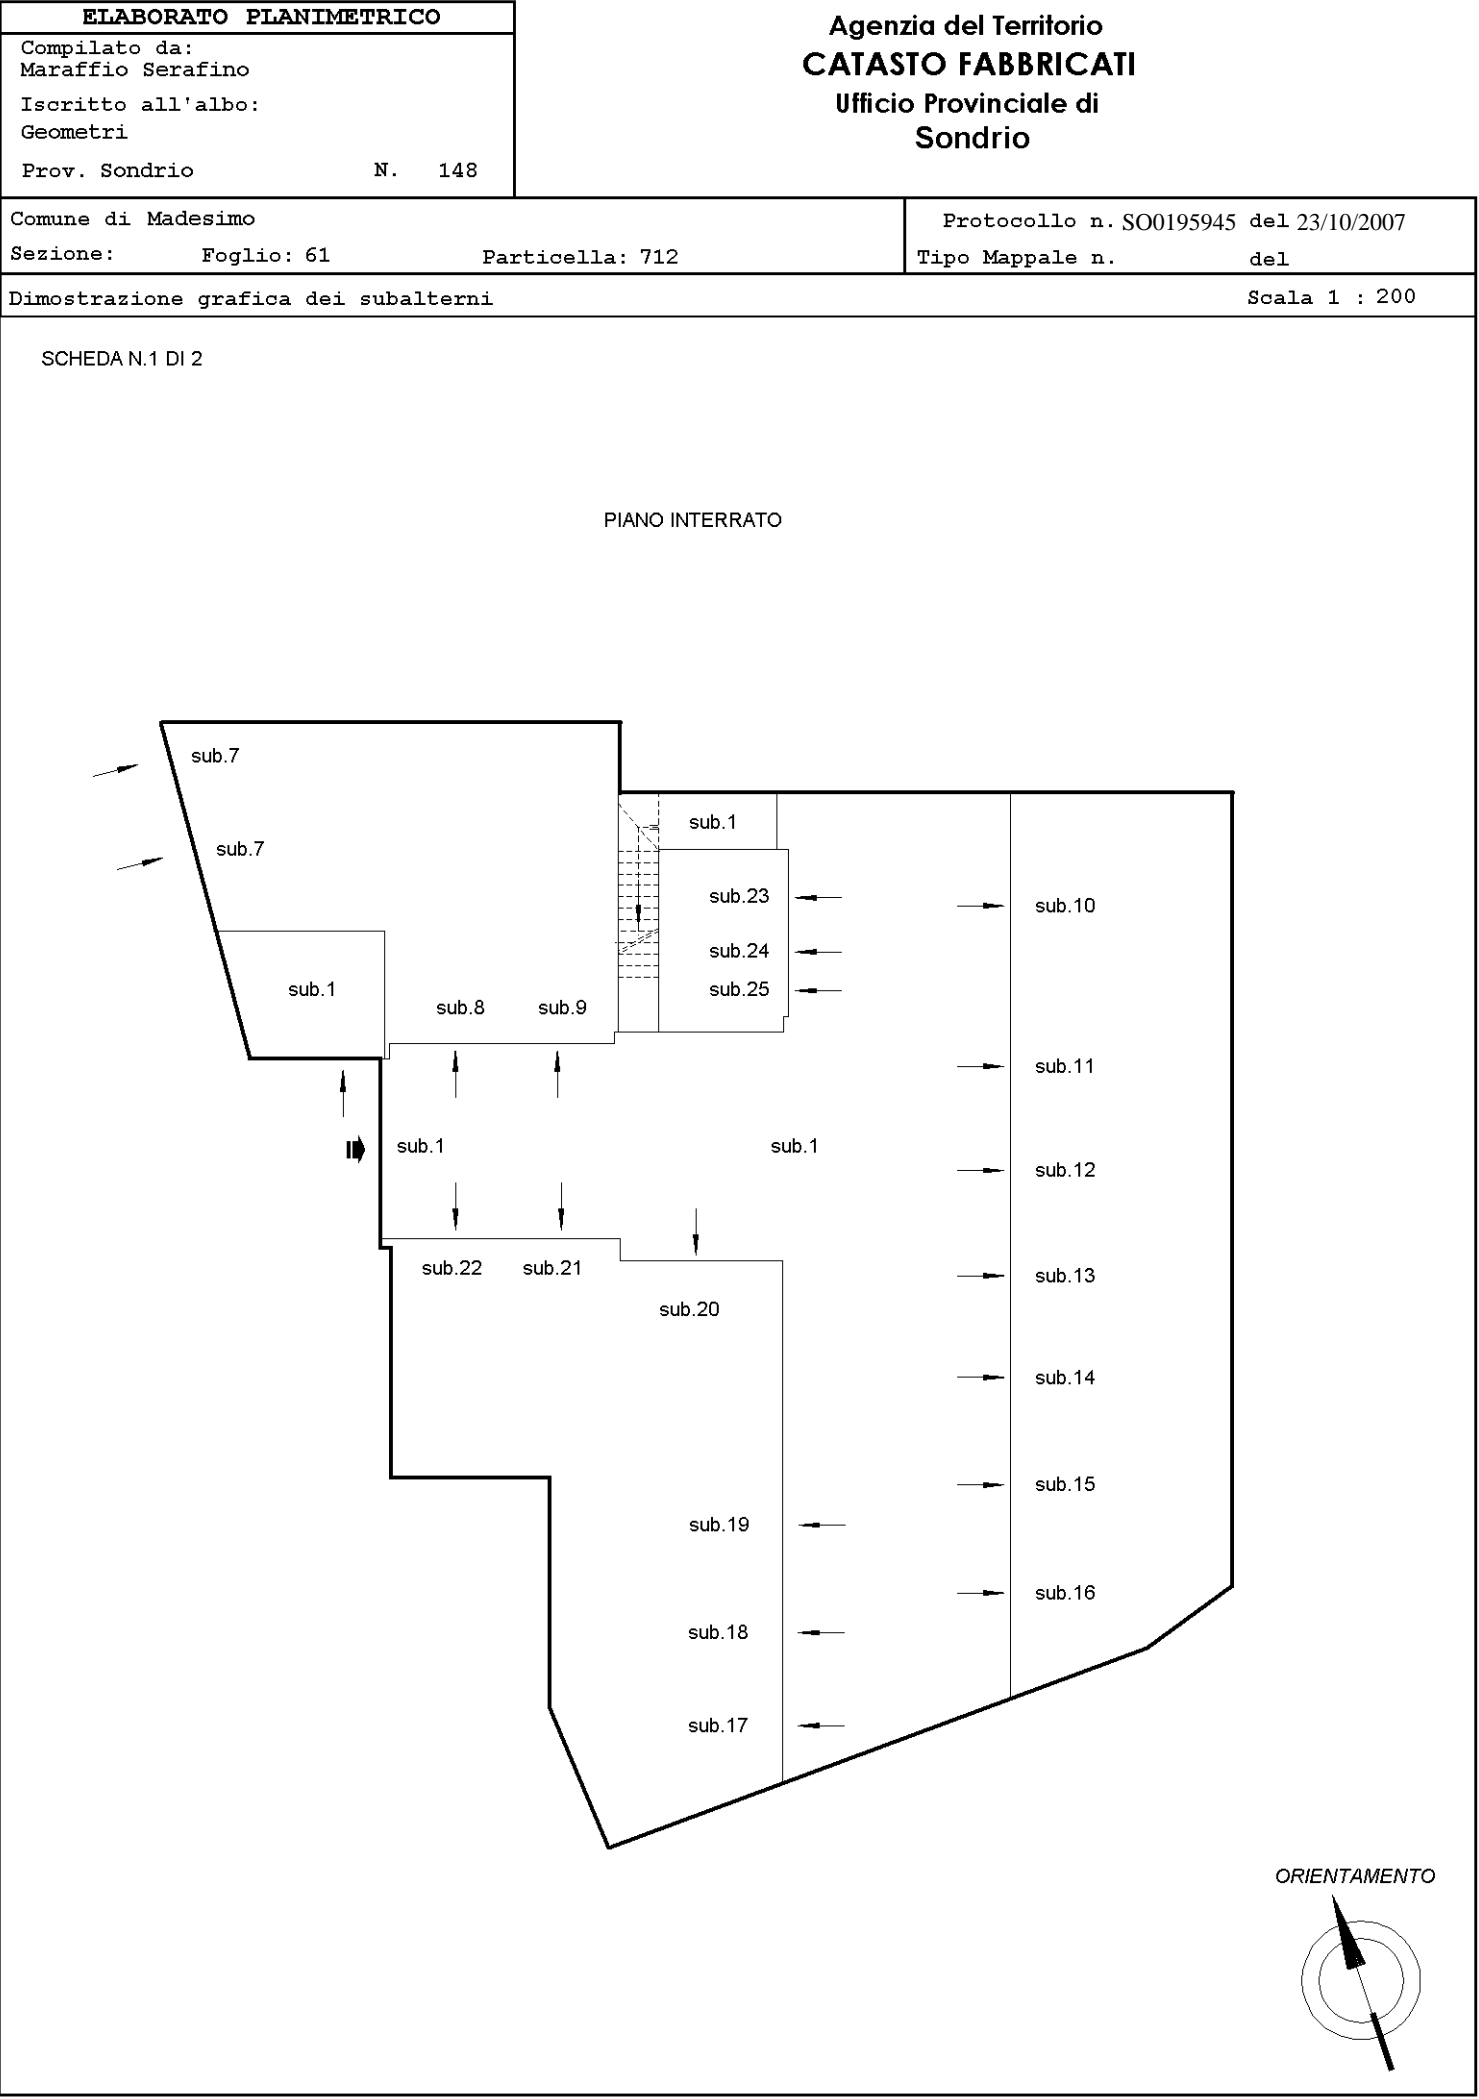 ELABORATO PLANIMETRICO
Compilato da:
Maraffio Serafino
Iscritto all'albo:
Geometri
Prov. Sondrio N. 148
Agenzia del Territorio
CATASTO FABBRICATI
Ufficio Provinciale di
Sondrio
Comune di Madesimo
Sezione: Foglio: 61 Particella: 712
Protocollo n. SO0195945 del 23/10/2007
Tipo Mappale n. del
Dimostrazione grafica dei subalterni Scala 1 : 200
SCHEDA N.1 DI 2
PIANO INTERRATO
sub.7
sub.1
sub.7
sub.23
sub.10
sub.24
sub.1
sub.25
sub.8 sub.9
sub.11
sub.1 sub.1
sub.12
sub.22 sub.21
sub.13
sub.20
sub.14
sub.15
sub.19
sub.16
sub.18
sub.17
ORIENTAMENTO